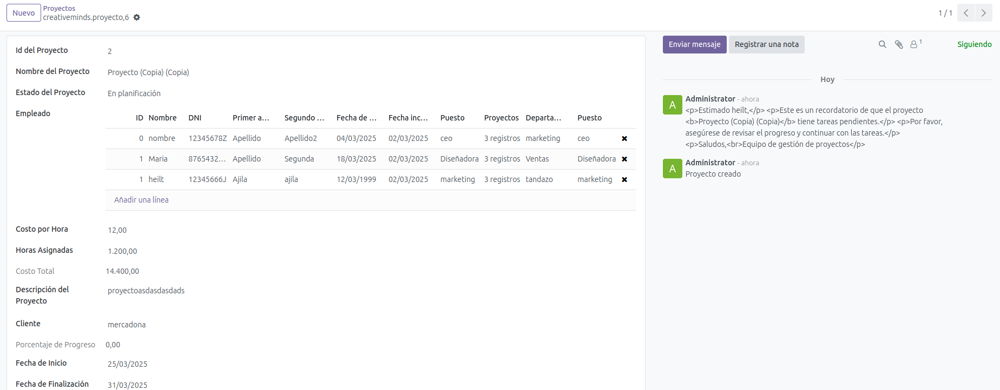 Nuevo
Proyectos
creativeminds.proyecto,6
1 / 1
Id del Proyecto 2
Nombre del Proyecto Proyecto (Copia) (Copia)
Estado del Proyecto En planificación
Empleado
ID Nombre DNI Primer a... Segundo ... Fecha de ... Fecha inc... Puesto Proyectos Departa... Puesto
0 nombre 12345678Z Apellido Apellido2 04/03/2025 02/03/2025 ceo 3 registros marketing ceo
1 Maria 8765432... Apellido Segunda 18/03/2025 02/03/2025 Diseñadora 3 registros Ventas Diseñadora
1 heilt 12345666J Ajila ajila 12/03/1999 02/03/2025 marketing 3 registros tandazo marketing
Añadir una línea
Costo por Hora 12,00
Horas Asignadas 1.200,00
Costo Total 14.400,00
Descripción del
Proyecto
proyectoasdasdasdads
Cliente mercadona
Porcentaje de Progreso 0,00
Fecha de Inicio 25/03/2025
Fecha de Finalización 31/03/2025
Enviar mensaje Registrar una nota 1 Siguiendo
Hoy
A
Administrator - ahora
<p>Estimado heilt,</p> <p>Este es un recordatorio de que el proyecto
<b>Proyecto (Copia) (Copia)</b> tiene tareas pendientes.</p> <p>Por favor,
asegúrese de revisar el progreso y continuar con las tareas.</p>
<p>Saludos,<br>Equipo de gestión de proyectos</p>
A
Administrator - ahora
Proyecto creado